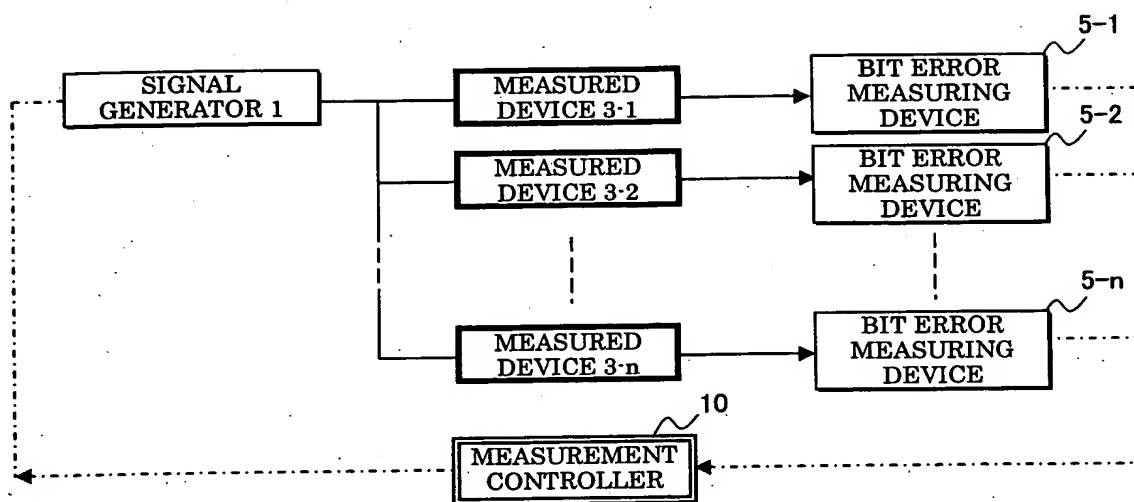 5-1
SIGNAL
GENERATOR 1
MEASURED
DEVICE 3-1
BIT ERROR
MEASURING
DEVICE
5-2
MEASURED
DEVICE 3-2
BIT ERROR
MEASURING
DEVICE
5-n
MEASURED
DEVICE 3-n
BIT ERROR
MEASURING
DEVICE
10
MEASUREMENT
CONTROLLER